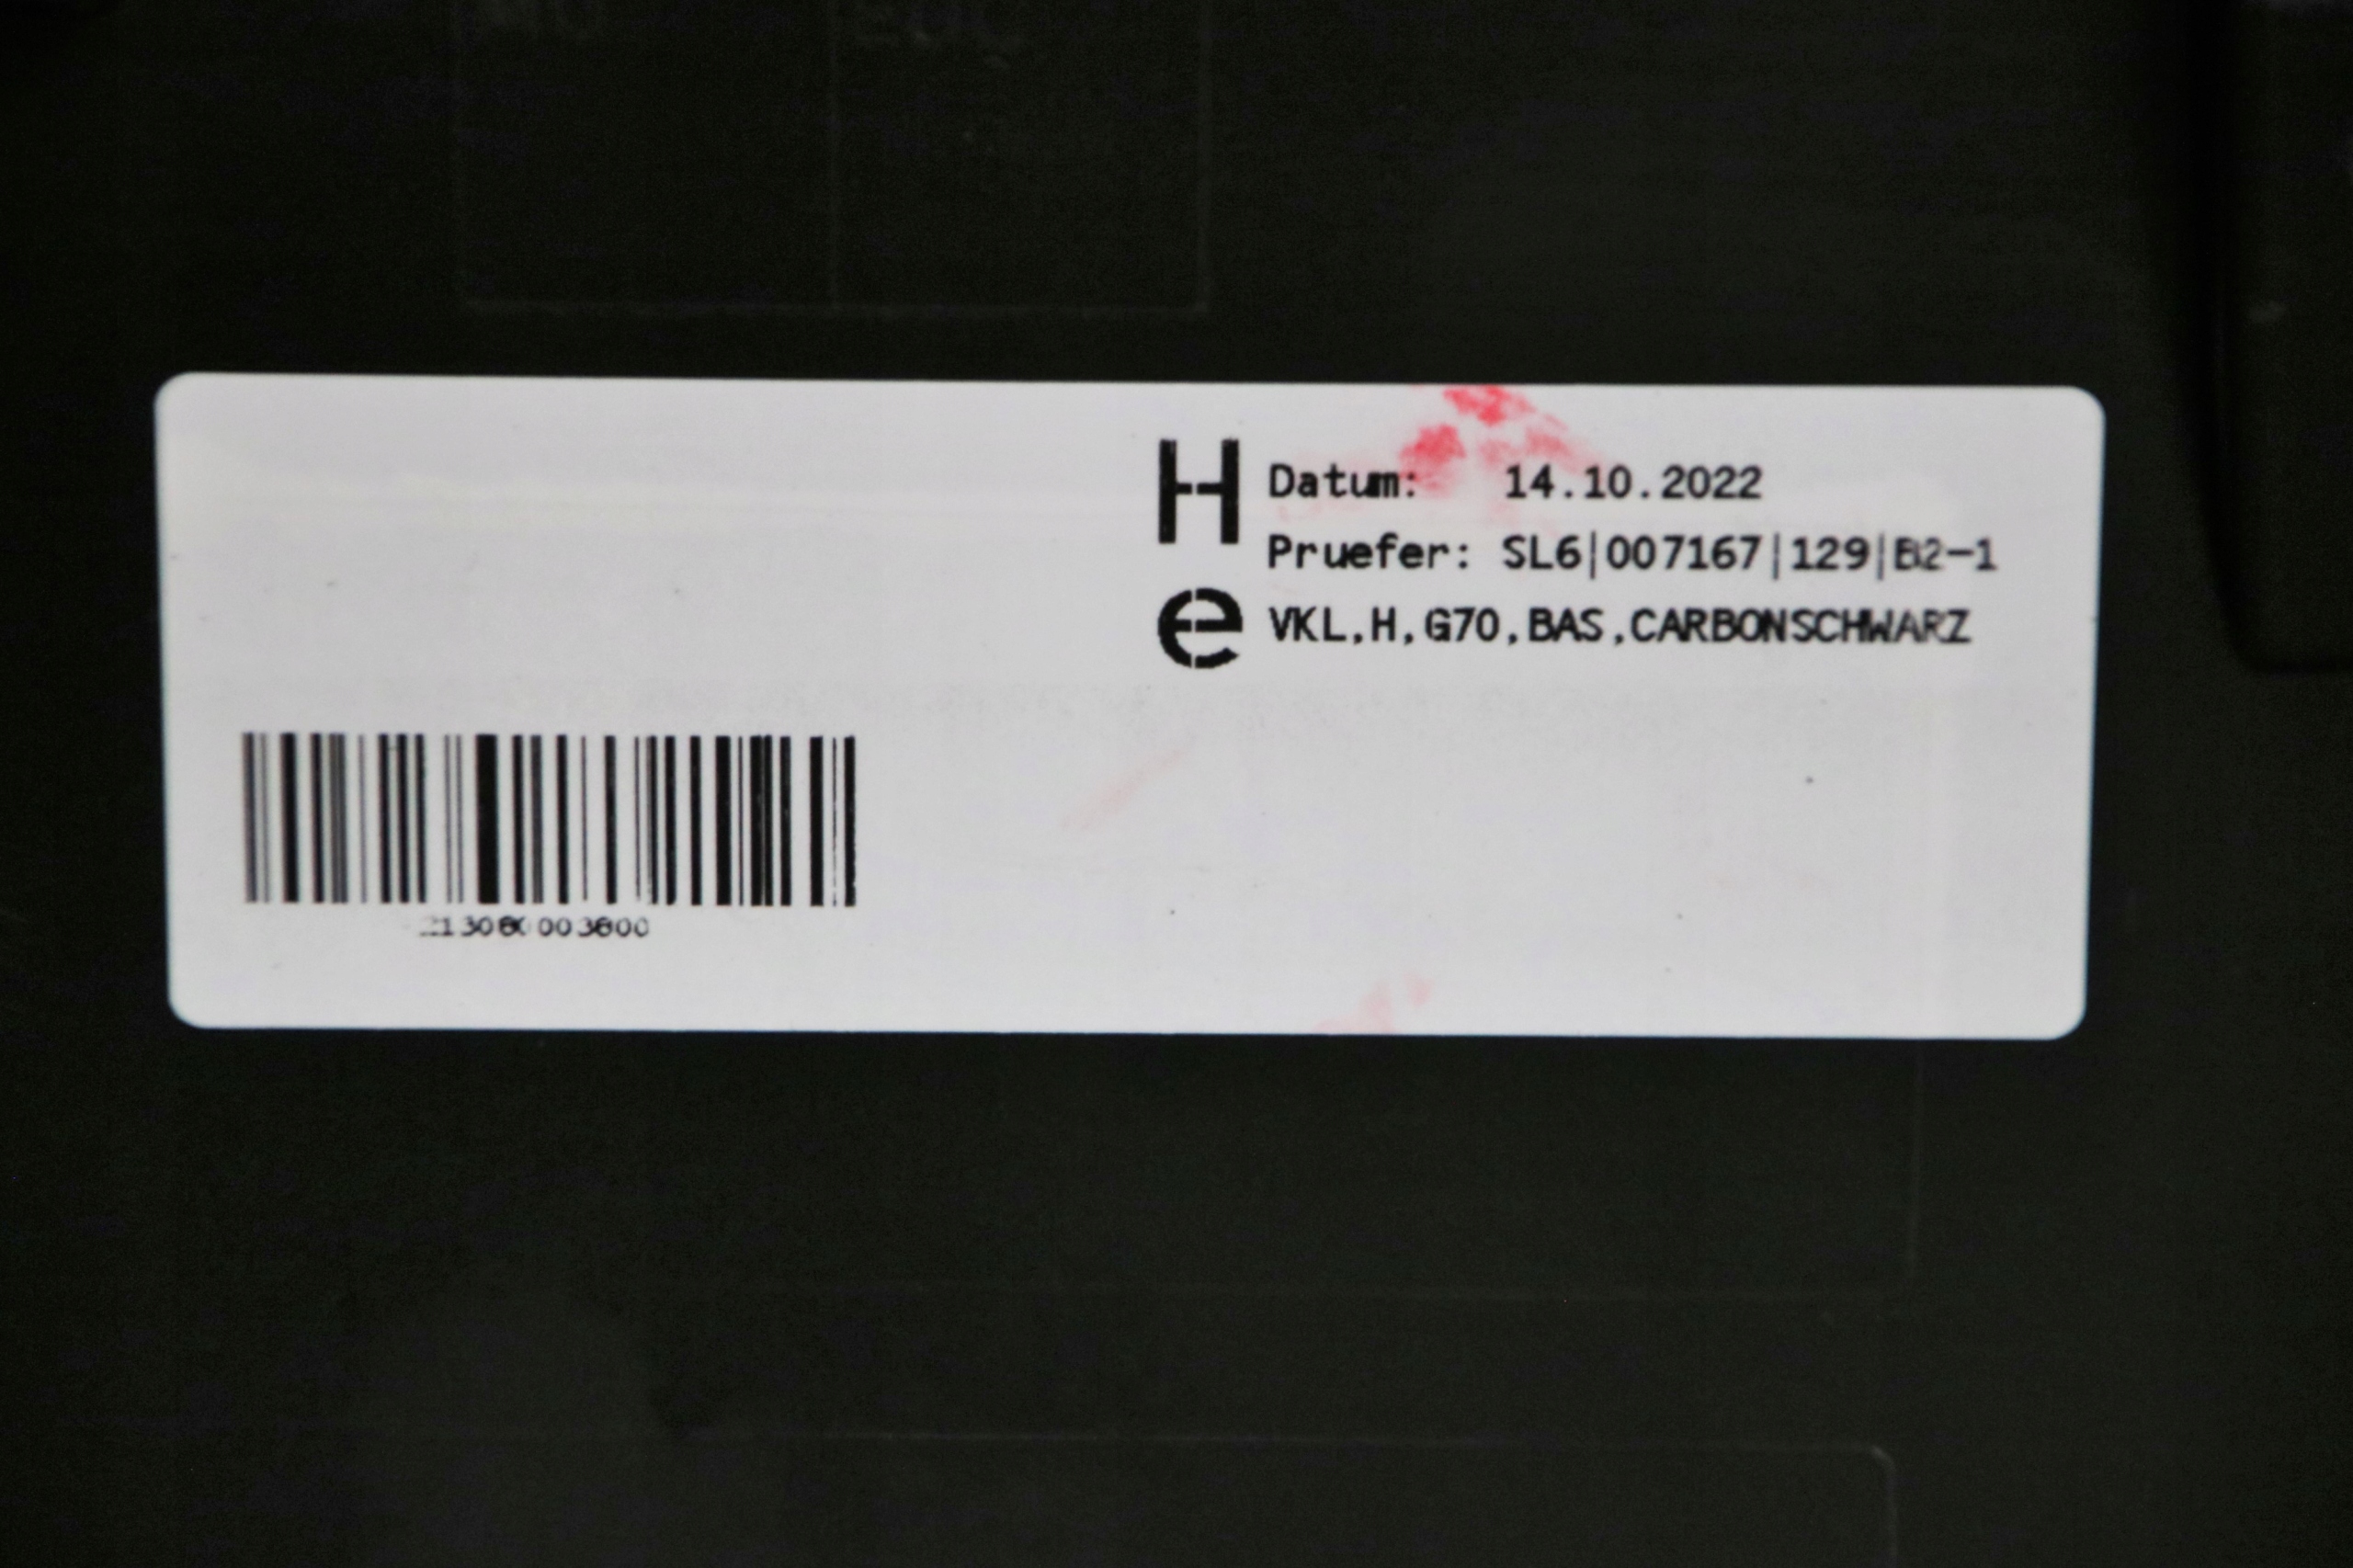 H
Datum: 14.10.2022
Pruefer: SL6|007167|129|B2-1
e
VKL,H,G70,BAS,CARBONSCHWARZ